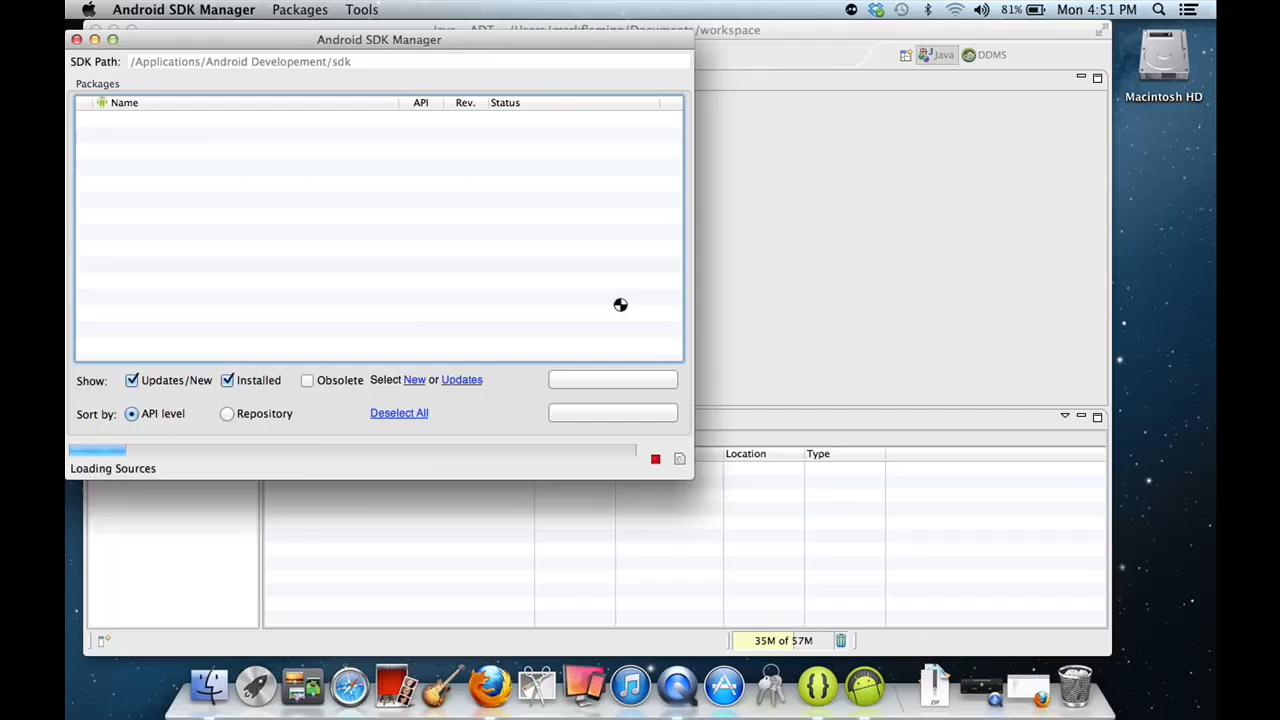 Android SDK Manager Packages Tools 81% Mon 4:51 PM
/workspace
Android SDK Manager
SDK Path: /Applications/Android Developement/sdk
Java DDMS
Packages
Name API Rev. Status
Macintosh HD
Show: Updates/New Installed Obsolete Select New or Updates
Sort by: API level Repository Deselect All
Loading Sources
Location Type
35M of 57M
ZIP